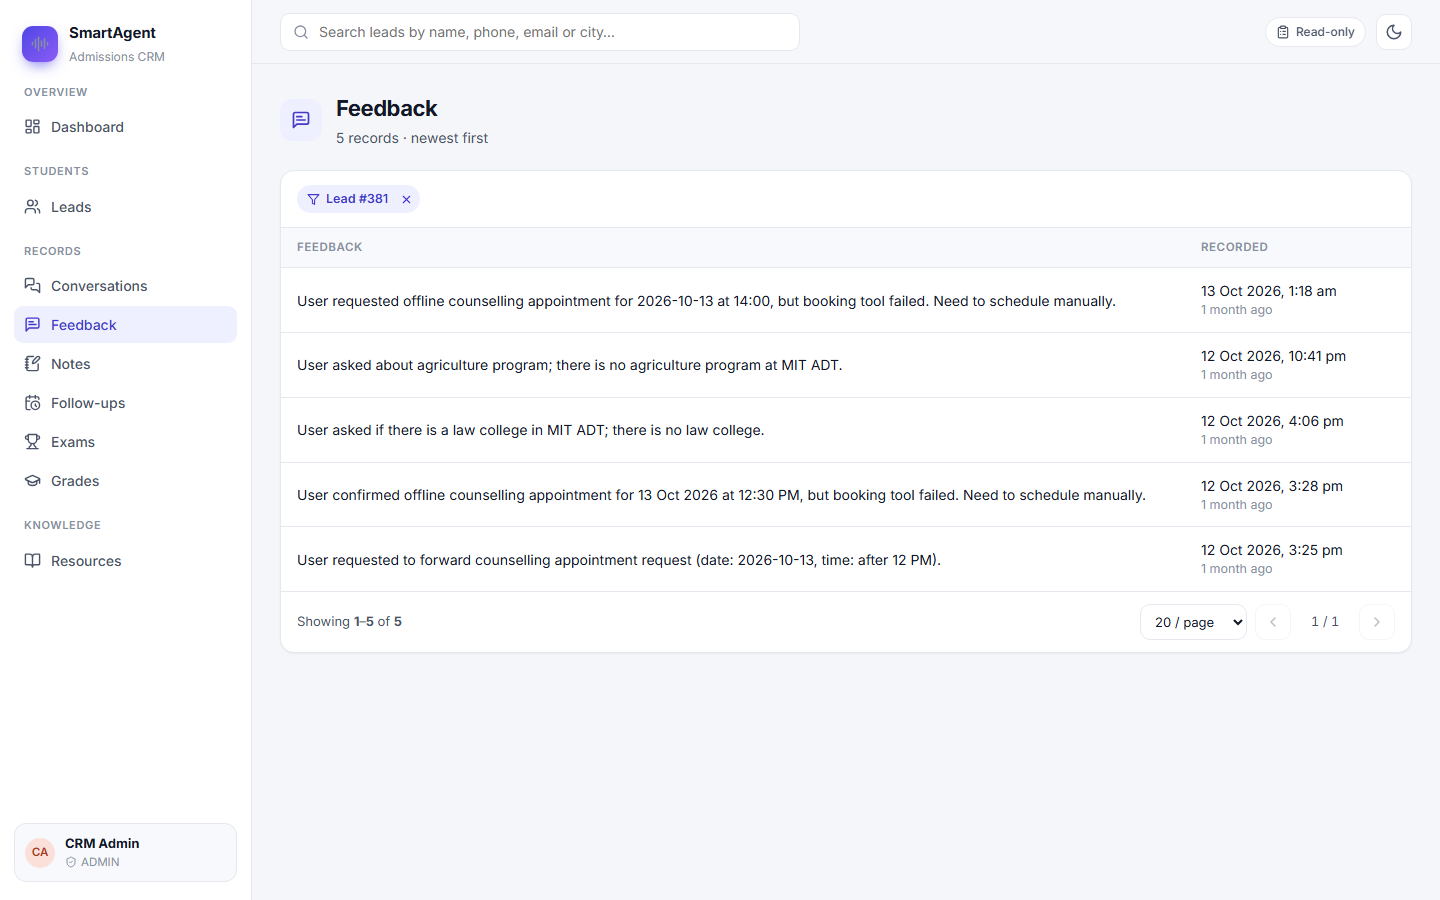 SmartAgent
Admissions CRM
OVERVIEW
Dashboard
STUDENTS
Leads
RECORDS
Conversations
Feedback
Notes
Follow-ups
Exams
Grades
KNOWLEDGE
Resources
CA
CRM Admin
ADMIN
Search leads by name, phone, email or city...
Read-only
Feedback
5 records · newest first
Lead #381
FEEDBACK RECORDED
User requested offline counselling appointment for 2026-10-13 at 14:00, but booking tool failed. Need to schedule manually. 13 Oct 2026, 1:18 am
1 month ago
User asked about agriculture program; there is no agriculture program at MIT ADT. 12 Oct 2026, 10:41 pm
1 month ago
User asked if there is a law college in MIT ADT; there is no law college. 12 Oct 2026, 4:06 pm
1 month ago
User confirmed offline counselling appointment for 13 Oct 2026 at 12:30 PM, but booking tool failed. Need to schedule manually. 12 Oct 2026, 3:28 pm
1 month ago
User requested to forward counselling appointment request (date: 2026-10-13, time: after 12 PM). 12 Oct 2026, 3:25 pm
1 month ago
Showing 1–5 of 5 20 / page 1 / 1